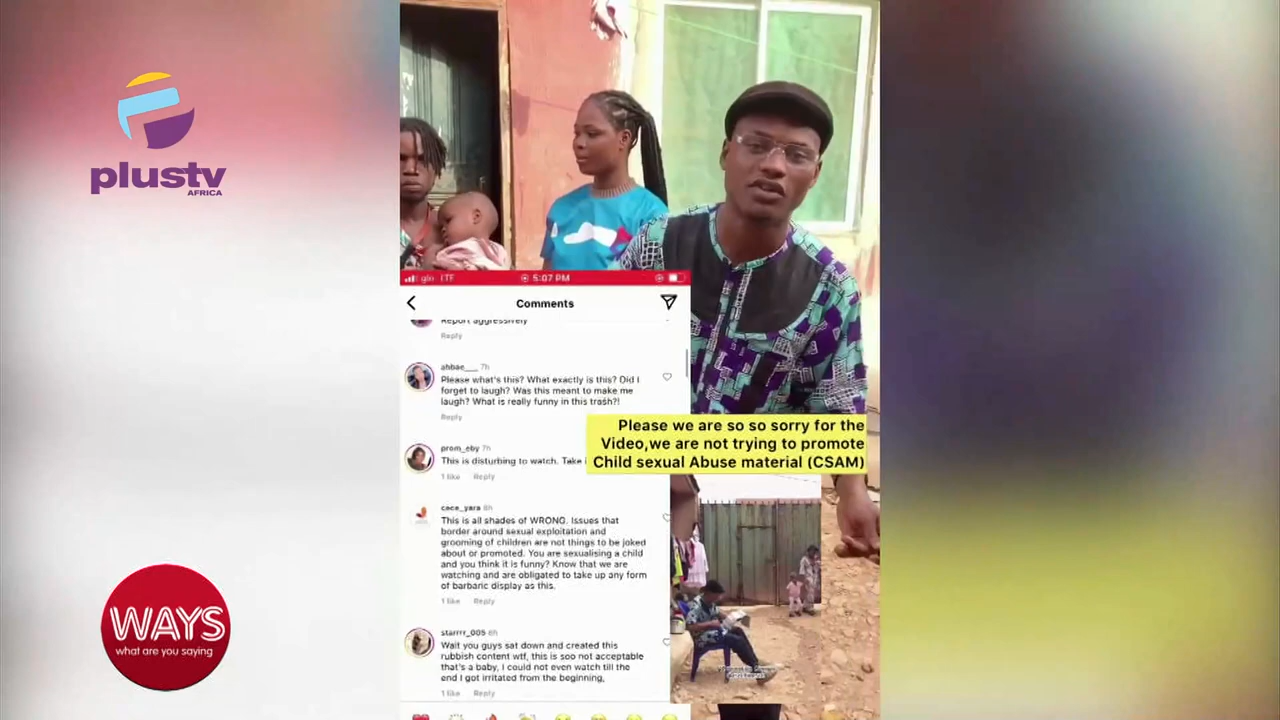 plustv
AFRICA
glo LTE
5:07 PM
Comments
Report aggressively
Reply
ahbae___ 7h
Please what's this? What exactly is this? Did I
forget to laugh? Was this meant to make me
laugh? What is really funny in this trash?!
Reply
prom_eby 7h
This is disturbing to watch. Take
1 like Reply
cece_yara 6h
This is all shades of WRONG. Issues that
border around sexual exploitation and
grooming of children are not things to be joked
about or promoted. You are sexualising a child
and you think it is funny? Know that we are
watching and are obligated to take up any form
of barbaric display as this.
1 like Reply
starrrr_005 6h
Wait you guys sat down and created this
rubbish content wtf, this is soo not acceptable
that's a baby, I could not even watch till the
end I got irritated from the beginning,
1 like Reply
Please we are so so sorry for the
Video,we are not trying to promote
Child sexual Abuse material (CSAM)
WAYS
what are you saying